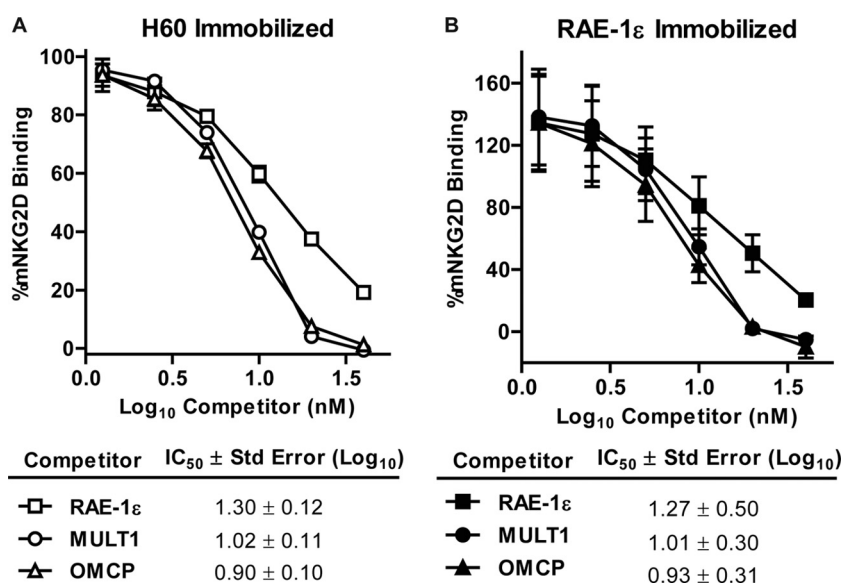 A
H60 Immobilized
%mNKG2D Binding
100
80
60
40
20
0
0.0 0.5 1.0 1.5
Log10 Competitor (nM)
Competitor IC50 ± Std Error (Log10)
RAE-1ε 1.30 ± 0.12
MULT1 1.02 ± 0.11
OMCP 0.90 ± 0.10
B
RAE-1ε Immobilized
%mNKG2D Binding
160
120
80
40
0
0.0 0.5 1.0 1.5
Log10 Competitor (nM)
Competitor IC50 ± Std Error (Log10)
RAE-1ε 1.27 ± 0.50
MULT1 1.01 ± 0.30
OMCP 0.93 ± 0.31